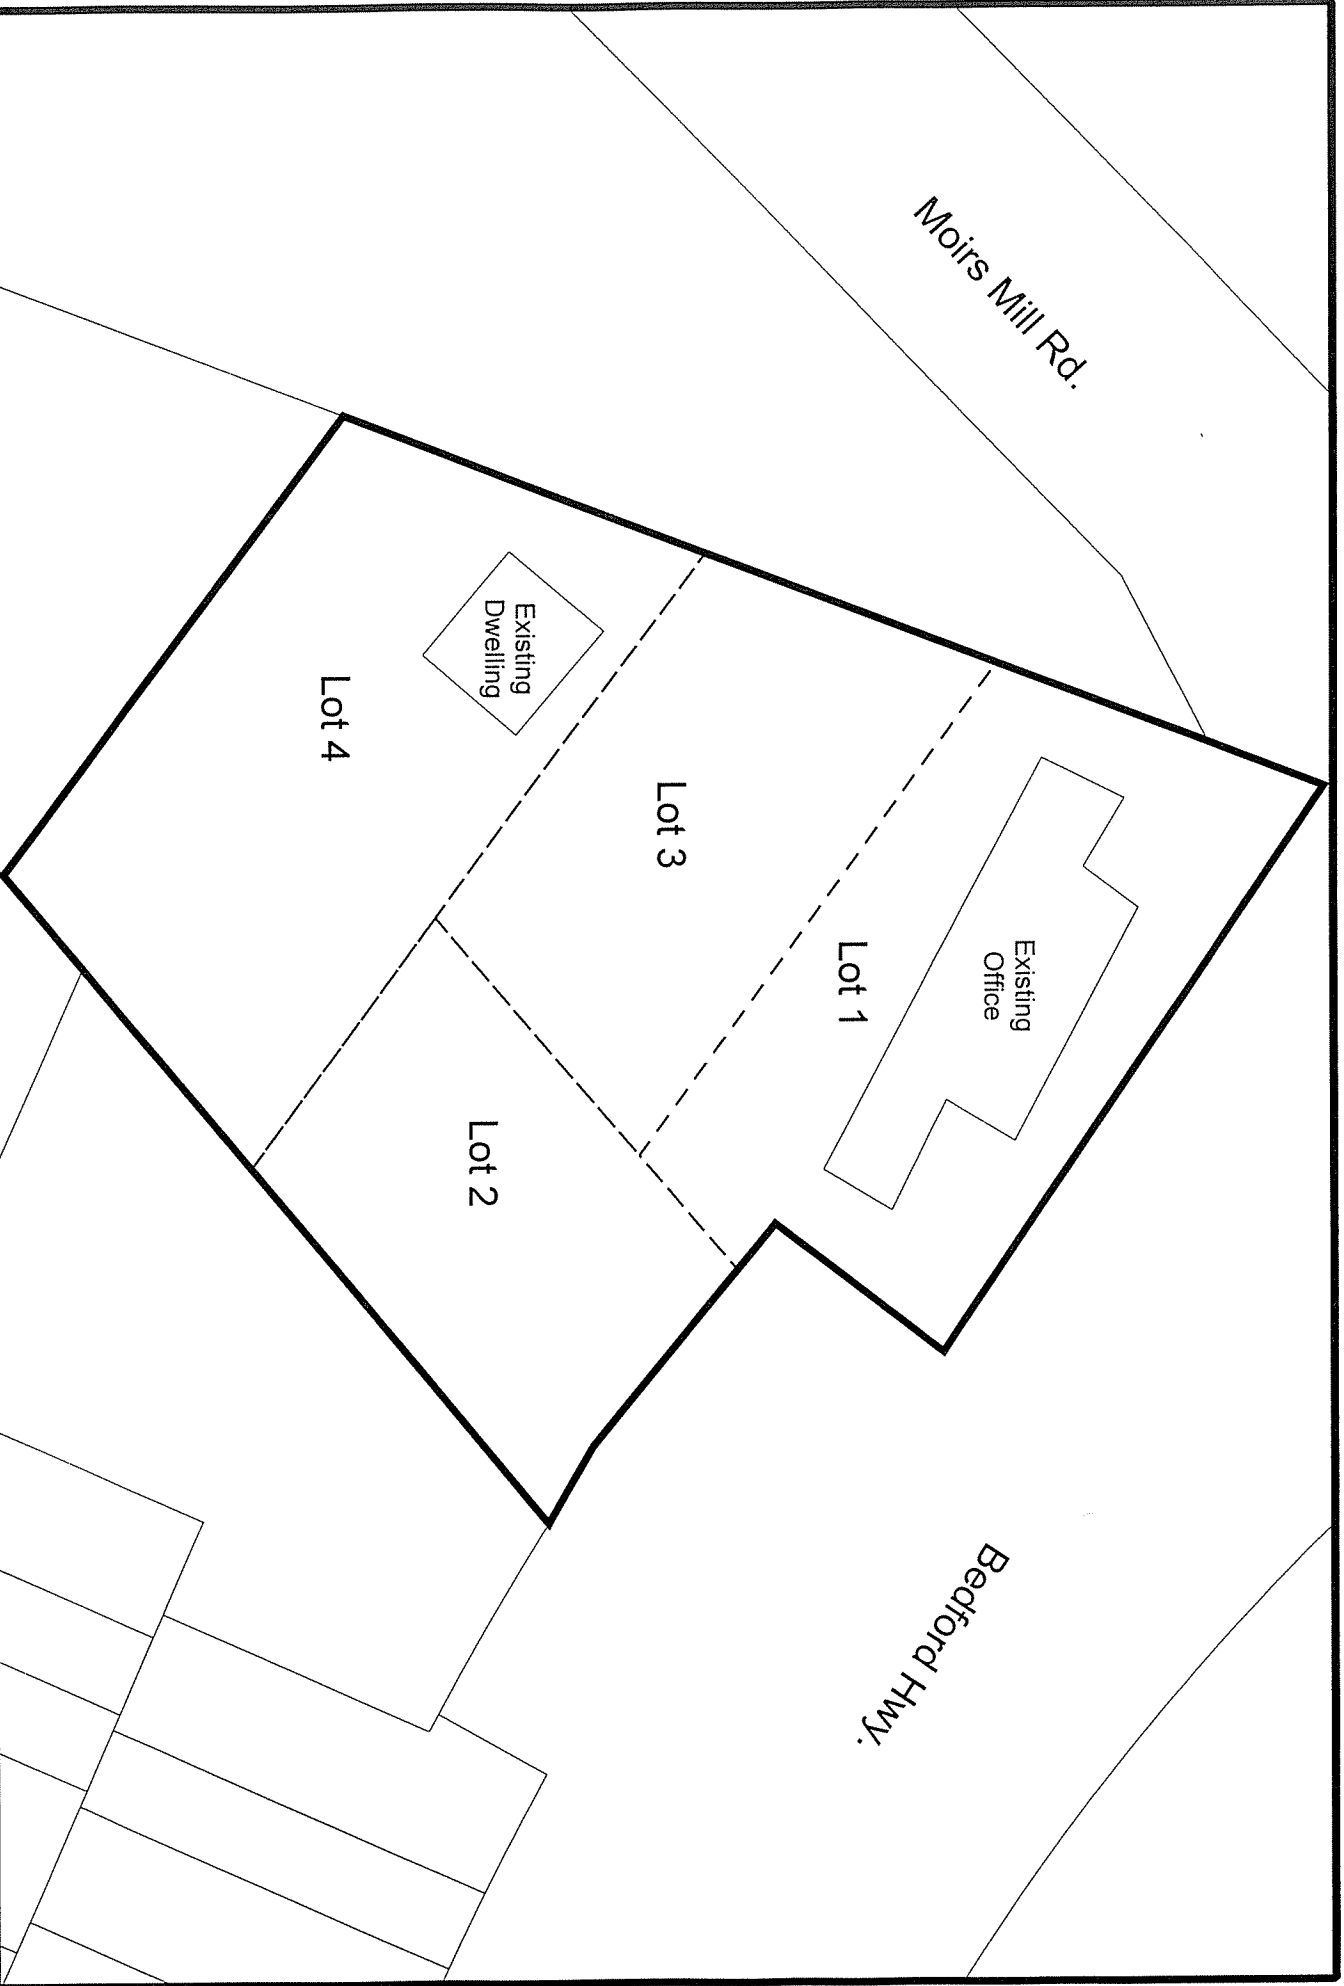 Moirs Mill Rd.
Existing
Office
Lot 1
Lot 3
Existing
Dwelling
Lot 4
Lot 2
Bedford Hwy.